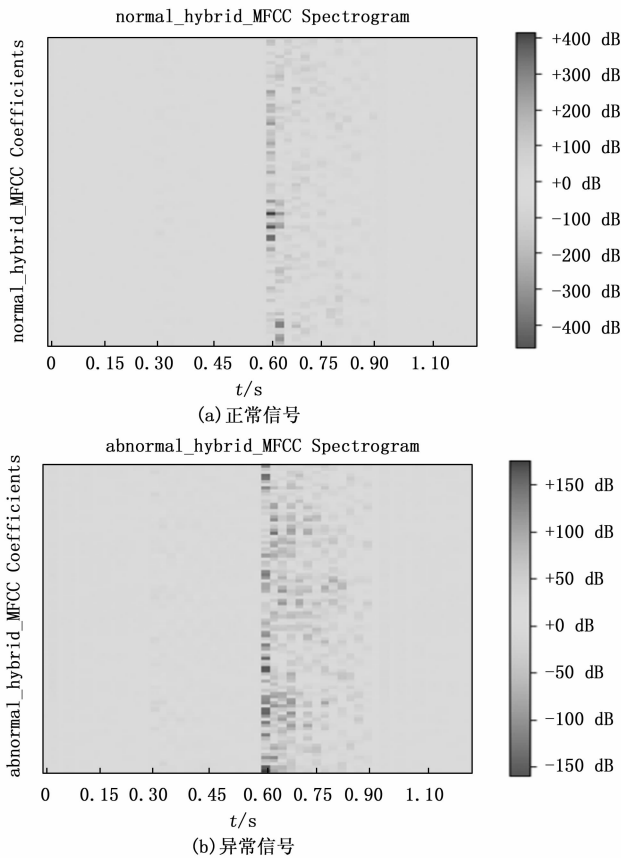 normal_hybrid_MFCC Spectrogram
normal_hybrid_MFCC Coefficients
+400 dB
+300 dB
+200 dB
+100 dB
+0 dB
−100 dB
−200 dB
−300 dB
−400 dB
0 0.15 0.30 0.45 0.60 0.75 0.90 1.10
t/s
(a)正常信号
abnormal_hybrid_MFCC Spectrogram
abnormal_hybrid_MFCC Coefficients
+150 dB
+100 dB
+50 dB
+0 dB
−50 dB
−100 dB
−150 dB
0 0.15 0.30 0.45 0.60 0.75 0.90 1.10
t/s
(b)异常信号